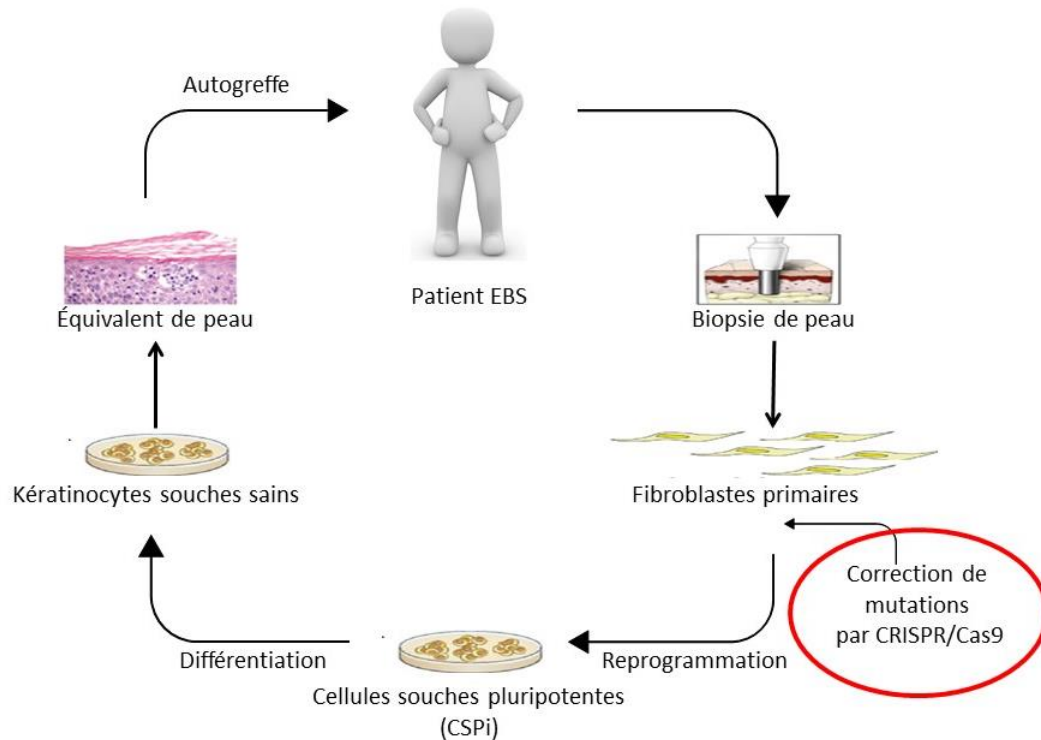 Autogreffe
Patient EBS
Biopsie de peau
Fibroblastes primaires
Correction de
mutations
par CRISPR/Cas9
Reprogrammation
Cellules souches pluripotentes
(CSPi)
Différentiation
Kératinocytes souches sains
Équivalent de peau